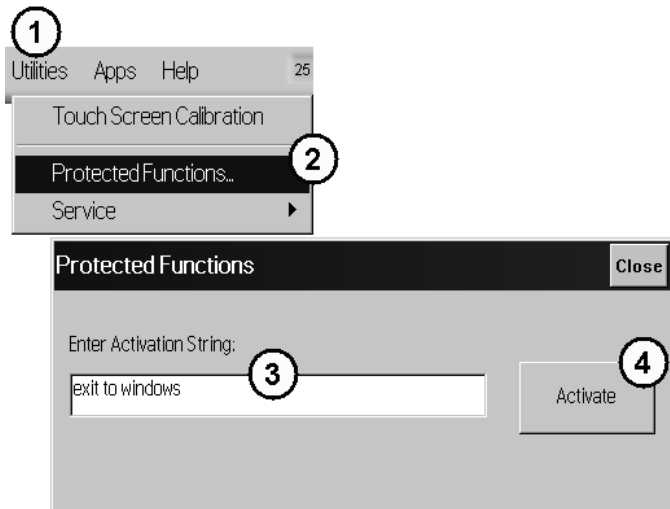 1
Utilities Apps Help 25
Touch Screen Calibration
2
Protected Functions...
Service
Protected Functions Close
Enter Activation String:
3
4
exit to windows
Activate